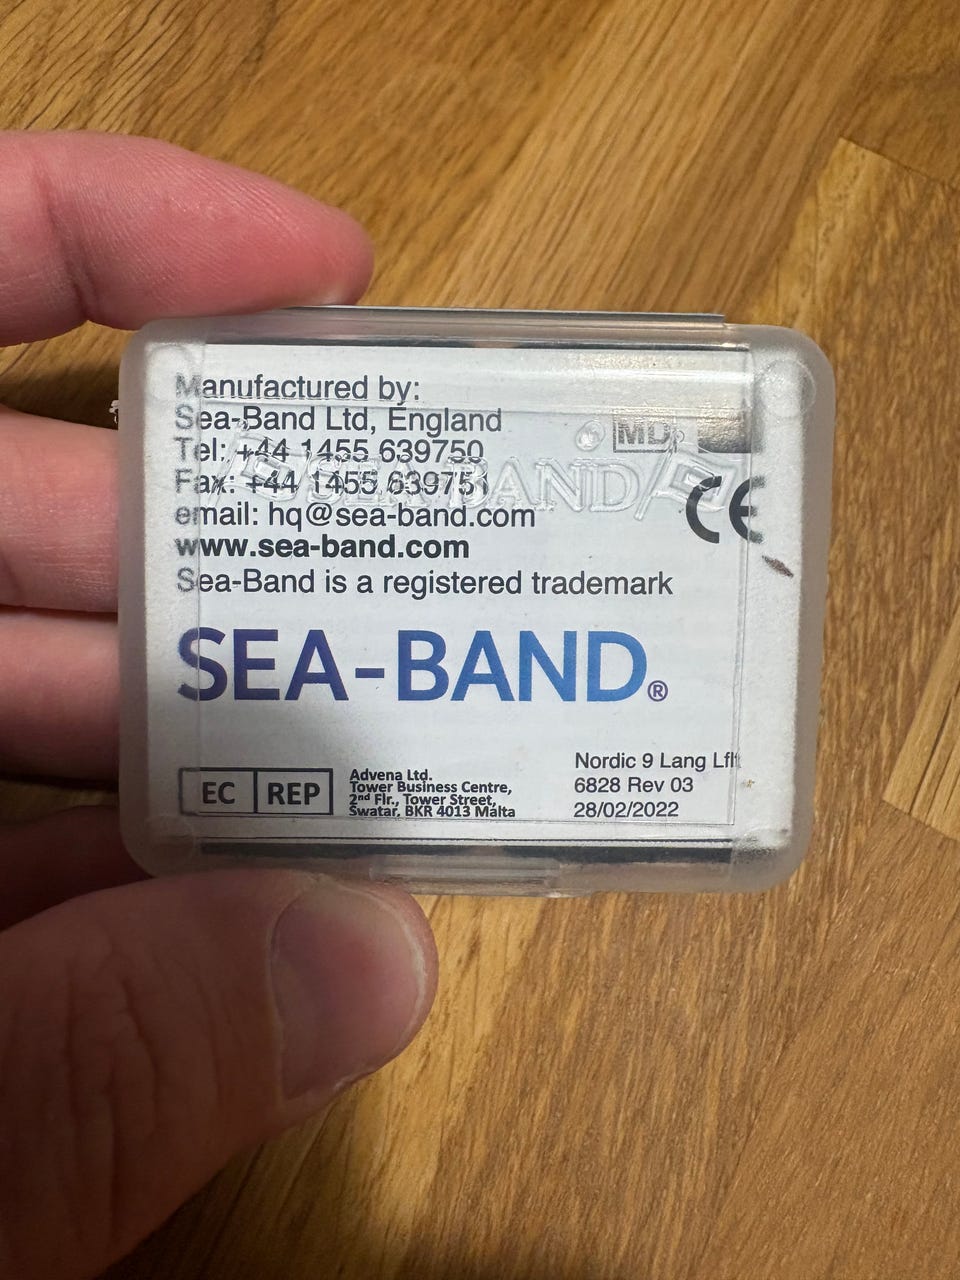 Manufactured by:
Sea-Band Ltd, England
Tel: +44 1455 639750
Fax: +44 1455 639751
email: hq@sea-band.com
www.sea-band.com
Sea-Band is a registered trademark
MD
SEA-BAND
CE
SEA-BAND®
EC REP
Advena Ltd.
Tower Business Centre,
2nd Flr., Tower Street,
Swatar, BKR 4013 Malta
Nordic 9 Lang Lflt
6828 Rev 03
28/02/2022